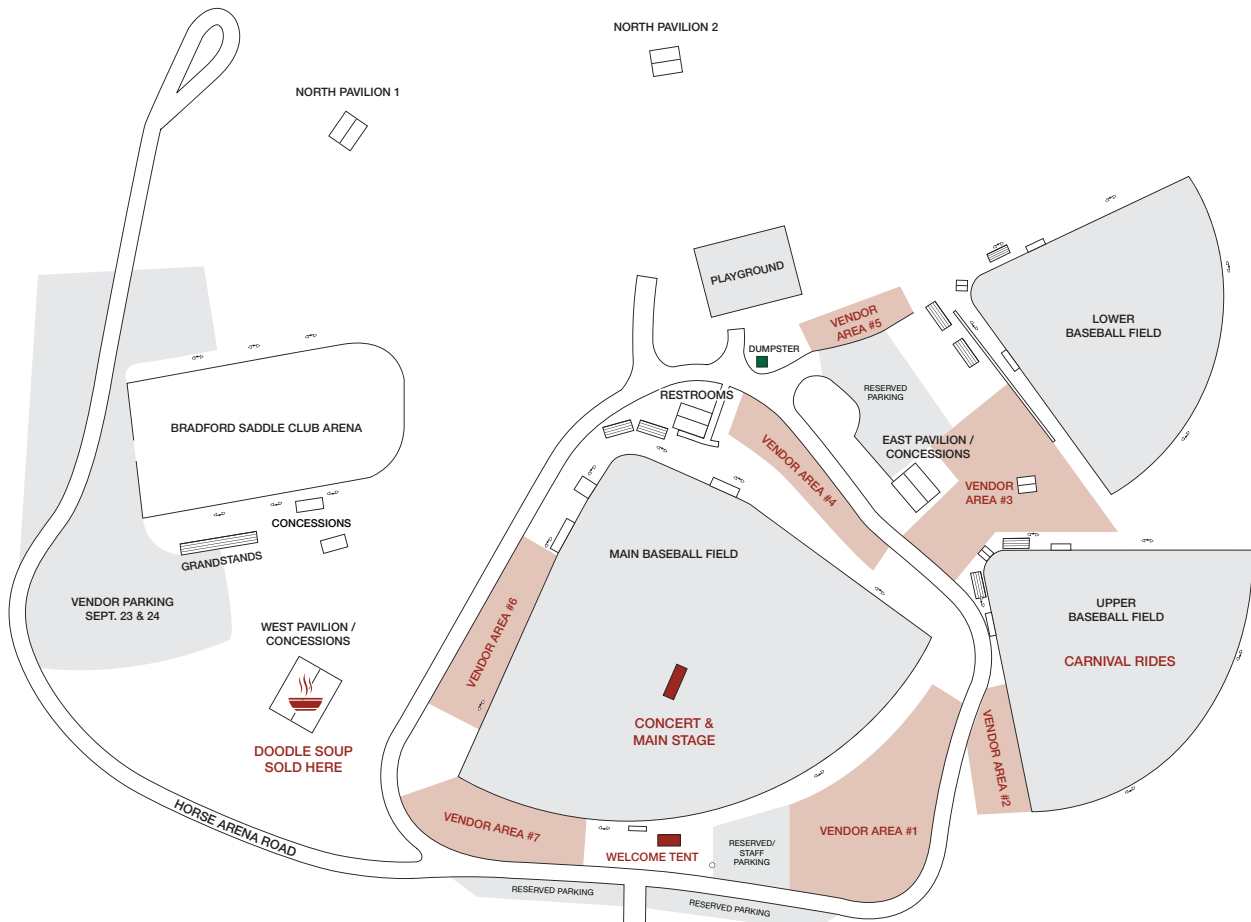 NORTH PAVILION 2
NORTH PAVILION 1
PLAYGROUND
VENDOR
AREA #5
LOWER
BASEBALL FIELD
DUMPSTER
RESERVED
PARKING
RESTROOMS
BRADFORD SADDLE CLUB ARENA
EAST PAVILION /
CONCESSIONS
VENDOR AREA #4
VENDOR
AREA #3
CONCESSIONS
GRANDSTANDS
MAIN BASEBALL FIELD
VENDOR PARKING
SEPT. 23 & 24
UPPER
BASEBALL FIELD
CARNIVAL RIDES
WEST PAVILION /
CONCESSIONS
VENDOR AREA #6
CONCERT &
MAIN STAGE
DOODLE SOUP
SOLD HERE
VENDOR AREA #2
HORSE ARENA ROAD
VENDOR AREA #7
VENDOR AREA #1
WELCOME TENT
RESERVED/
STAFF
PARKING
RESERVED PARKING
RESERVED PARKING